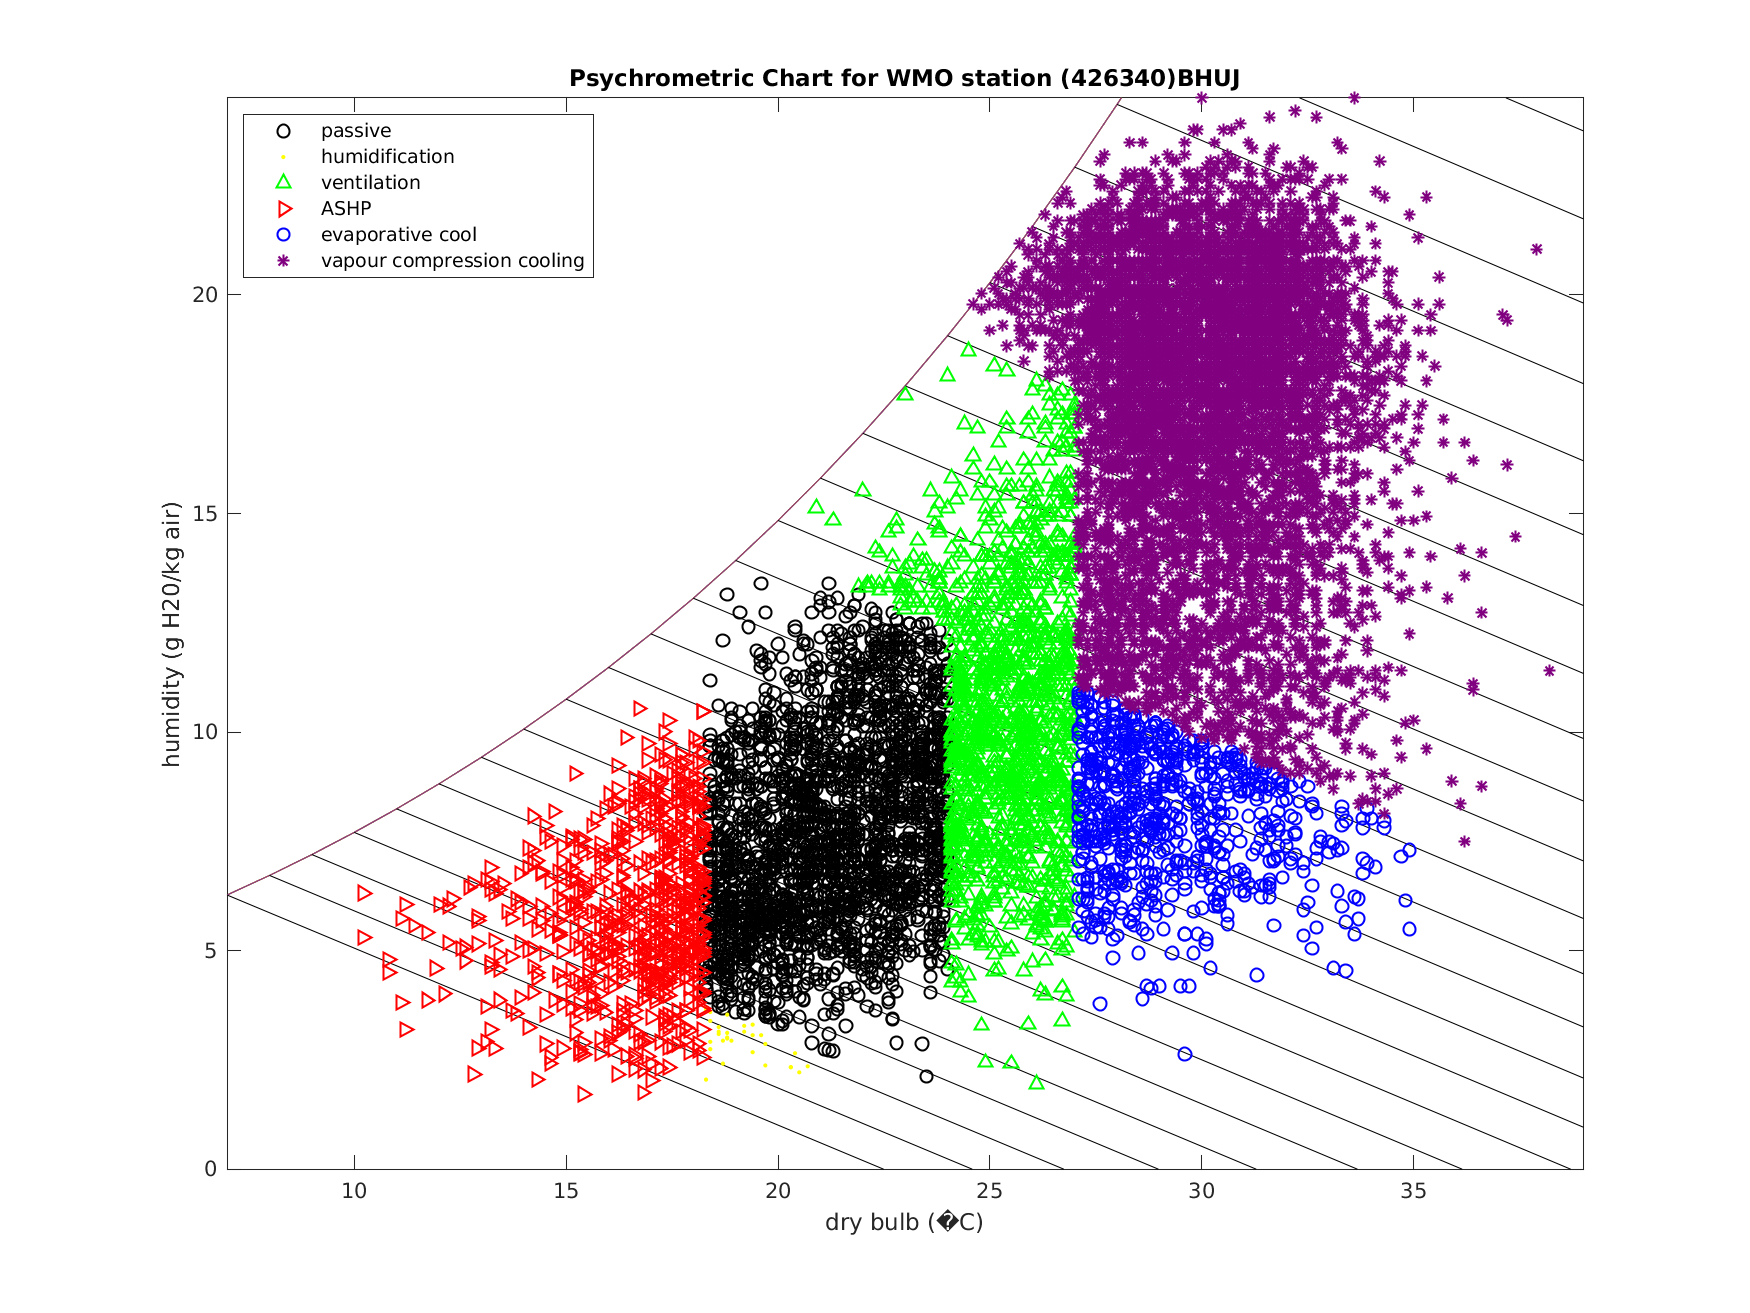 Psychrometric Chart for WMO station (426340)BHUJ
passive
humidification
ventilation
ASHP
evaporative cool
vapour compression cooling
humidity (g H20/kg air)
20
15
10
5
0
10 15 20 25 30 35
dry bulb (�C)